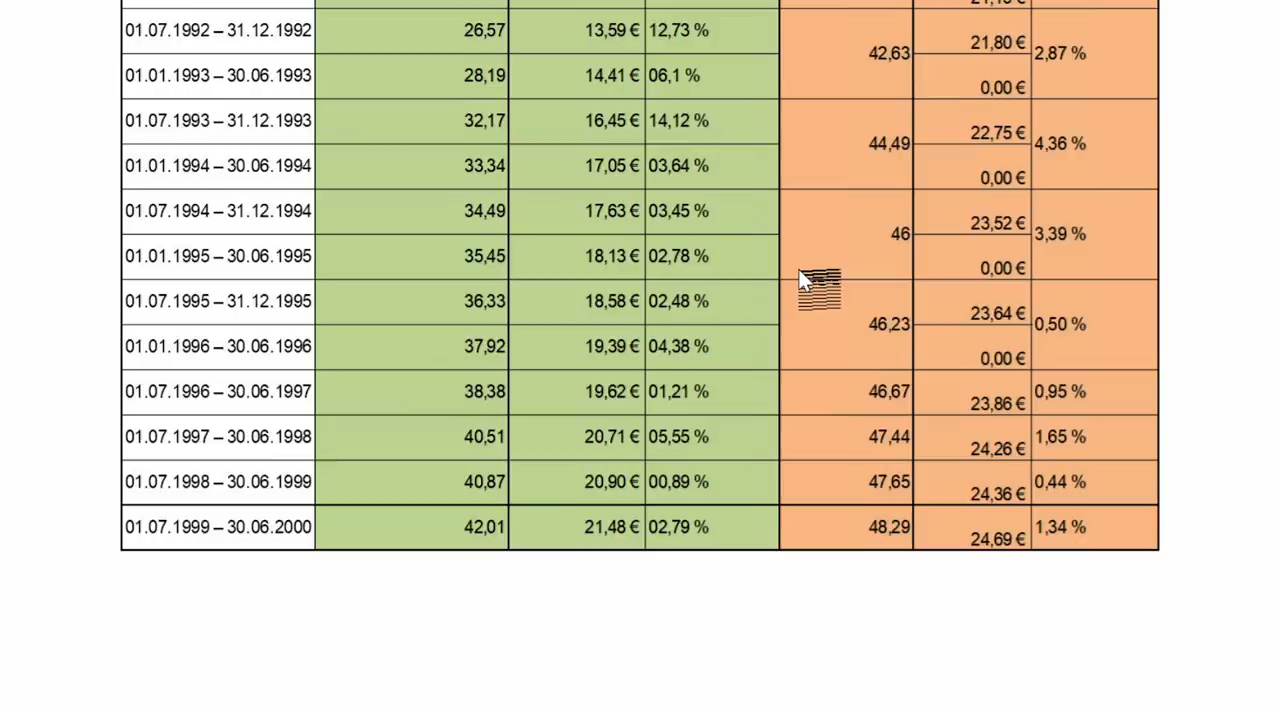 01.07.1992 – 31.12.1992 26,57 13,59 € 12,73 % 42,63 21,80 € 2,87 %
01.01.1993 – 30.06.1993 28,19 14,41 € 06,1 % 0,00 €
01.07.1993 – 31.12.1993 32,17 16,45 € 14,12 % 44,49 22,75 € 4,36 %
01.01.1994 – 30.06.1994 33,34 17,05 € 03,64 % 0,00 €
01.07.1994 – 31.12.1994 34,49 17,63 € 03,45 % 46 23,52 € 3,39 %
01.01.1995 – 30.06.1995 35,45 18,13 € 02,78 % 0,00 €
01.07.1995 – 31.12.1995 36,33 18,58 € 02,48 % 46,23 23,64 € 0,50 %
01.01.1996 – 30.06.1996 37,92 19,39 € 04,38 % 0,00 €
01.07.1996 – 30.06.1997 38,38 19,62 € 01,21 % 46,67 23,86 € 0,95 %
01.07.1997 – 30.06.1998 40,51 20,71 € 05,55 % 47,44 24,26 € 1,65 %
01.07.1998 – 30.06.1999 40,87 20,90 € 00,89 % 47,65 24,36 € 0,44 %
01.07.1999 – 30.06.2000 42,01 21,48 € 02,79 % 48,29 24,69 € 1,34 %